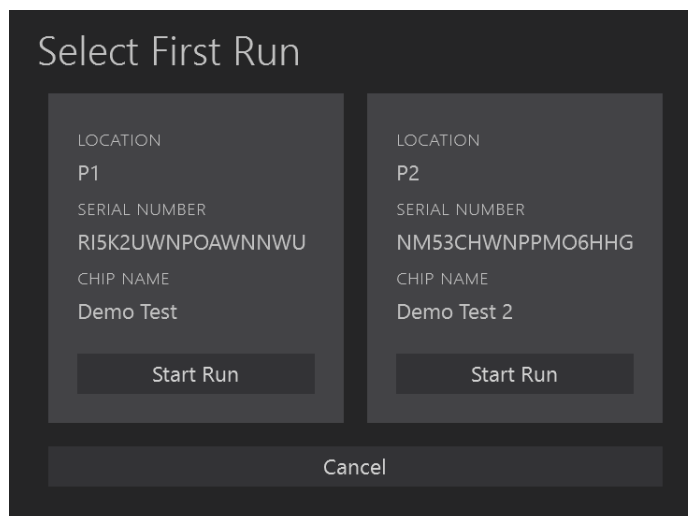 Select First Run
LOCATION
P1
SERIAL NUMBER
RI5K2UWNPOAWNNWU
CHIP NAME
Demo Test
Start Run
LOCATION
P2
SERIAL NUMBER
NM53CHWNPPMO6HHG
CHIP NAME
Demo Test 2
Start Run
Cancel